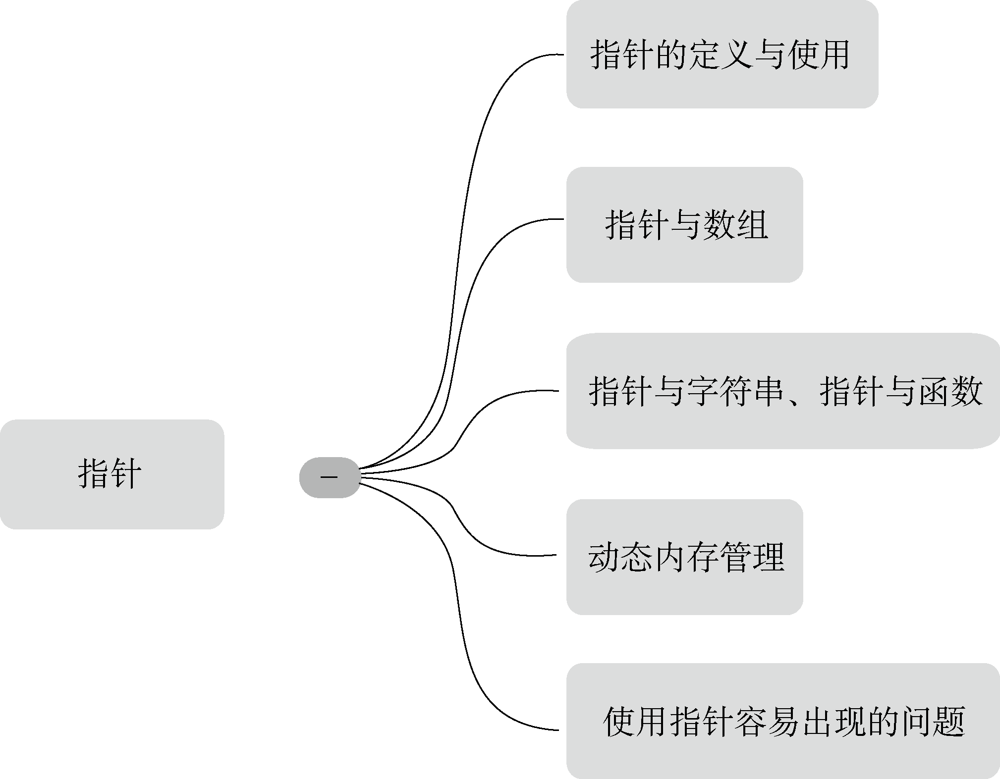 指针的定义与使用
指针与数组
指针与字符串、指针与函数
指针
动态内存管理
使用指针容易出现的问题